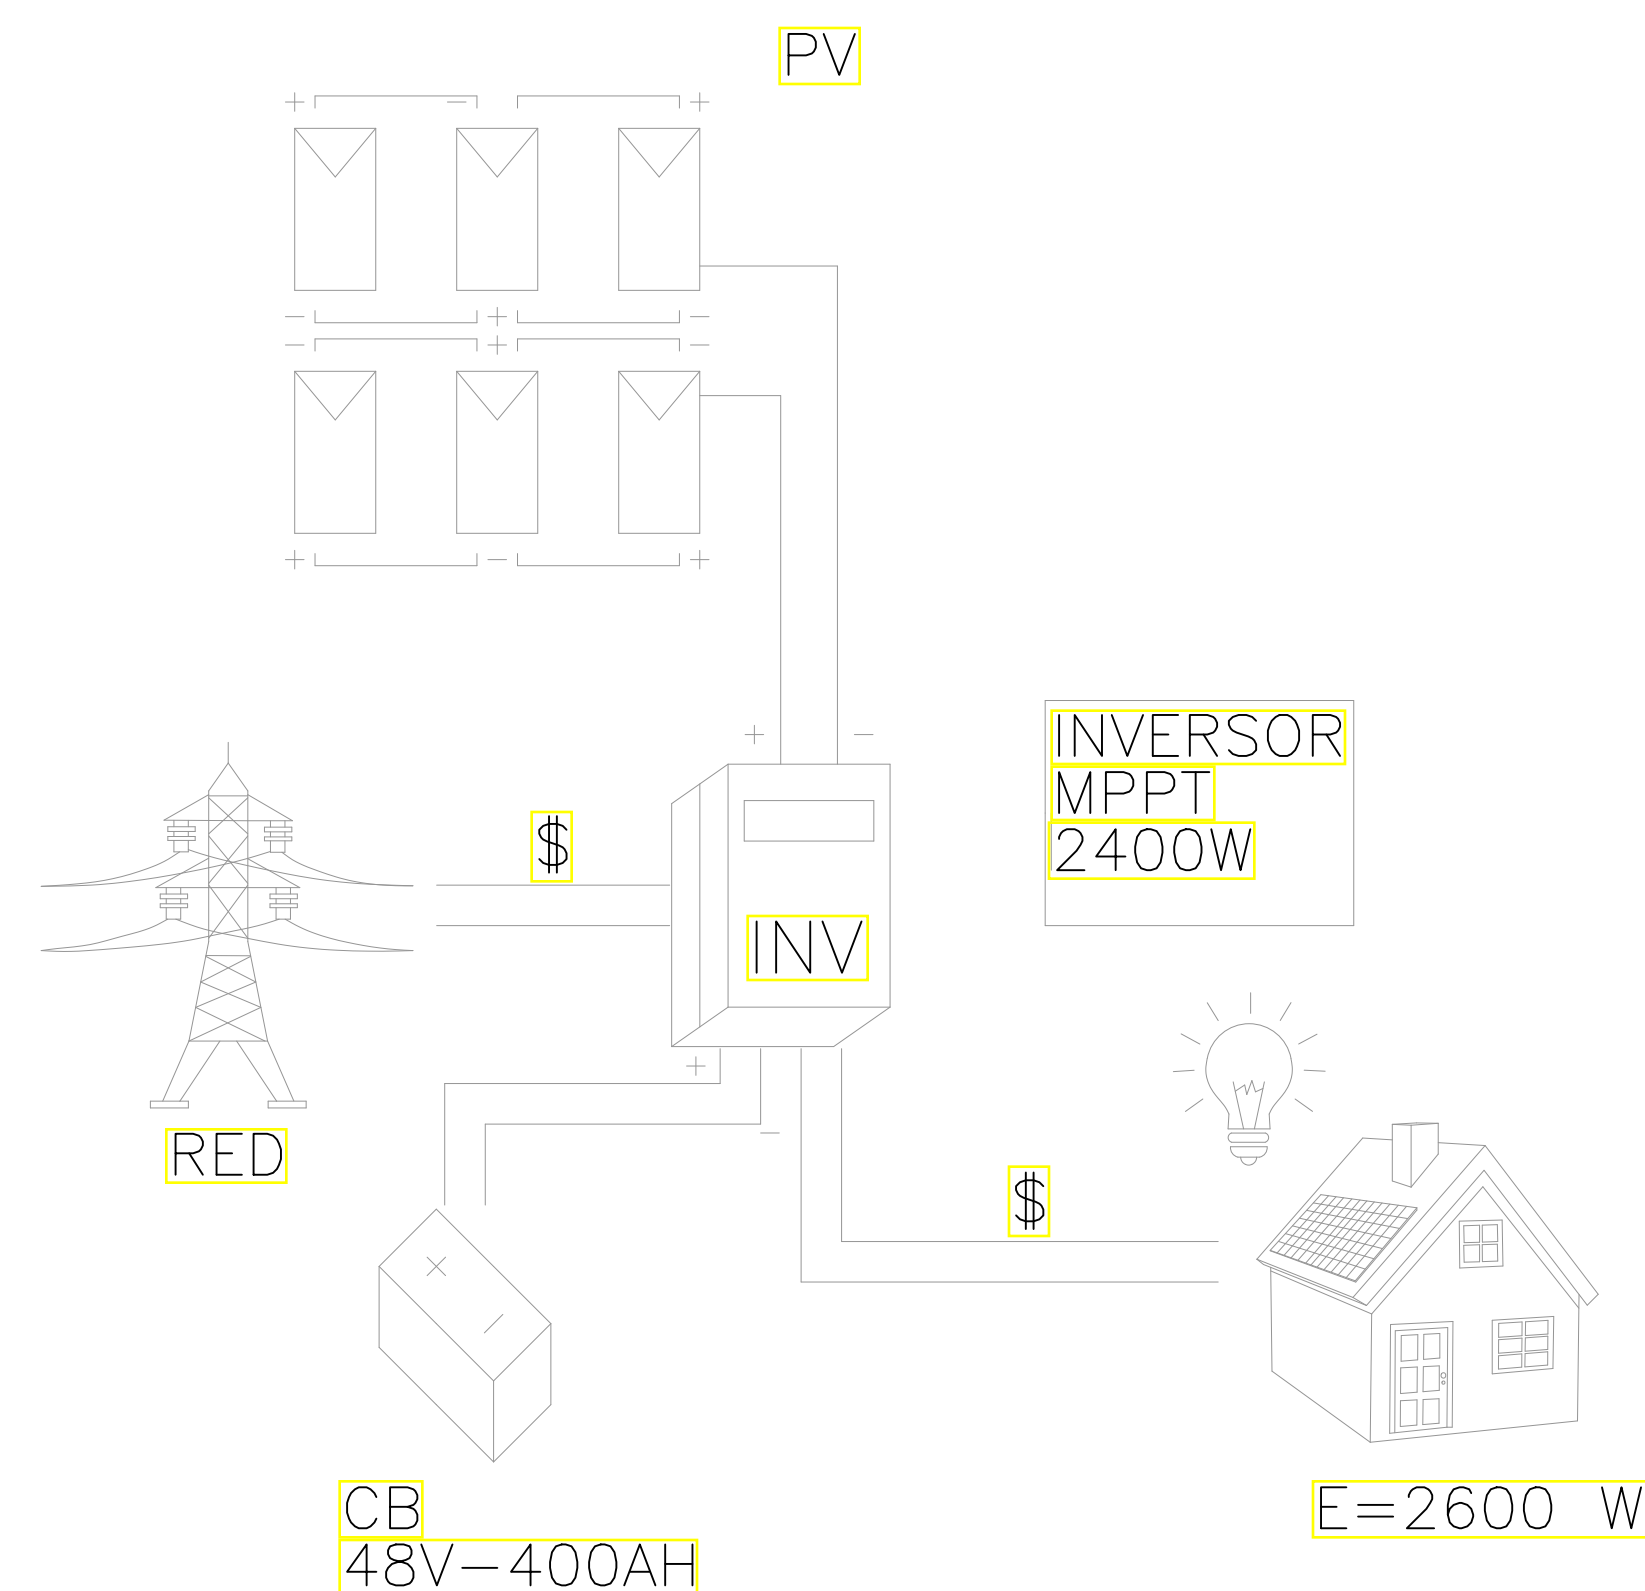 PV
INVERSOR
MPPT
2400W
$
INV
RED
$
CB
48V-400AH
E=2600 W